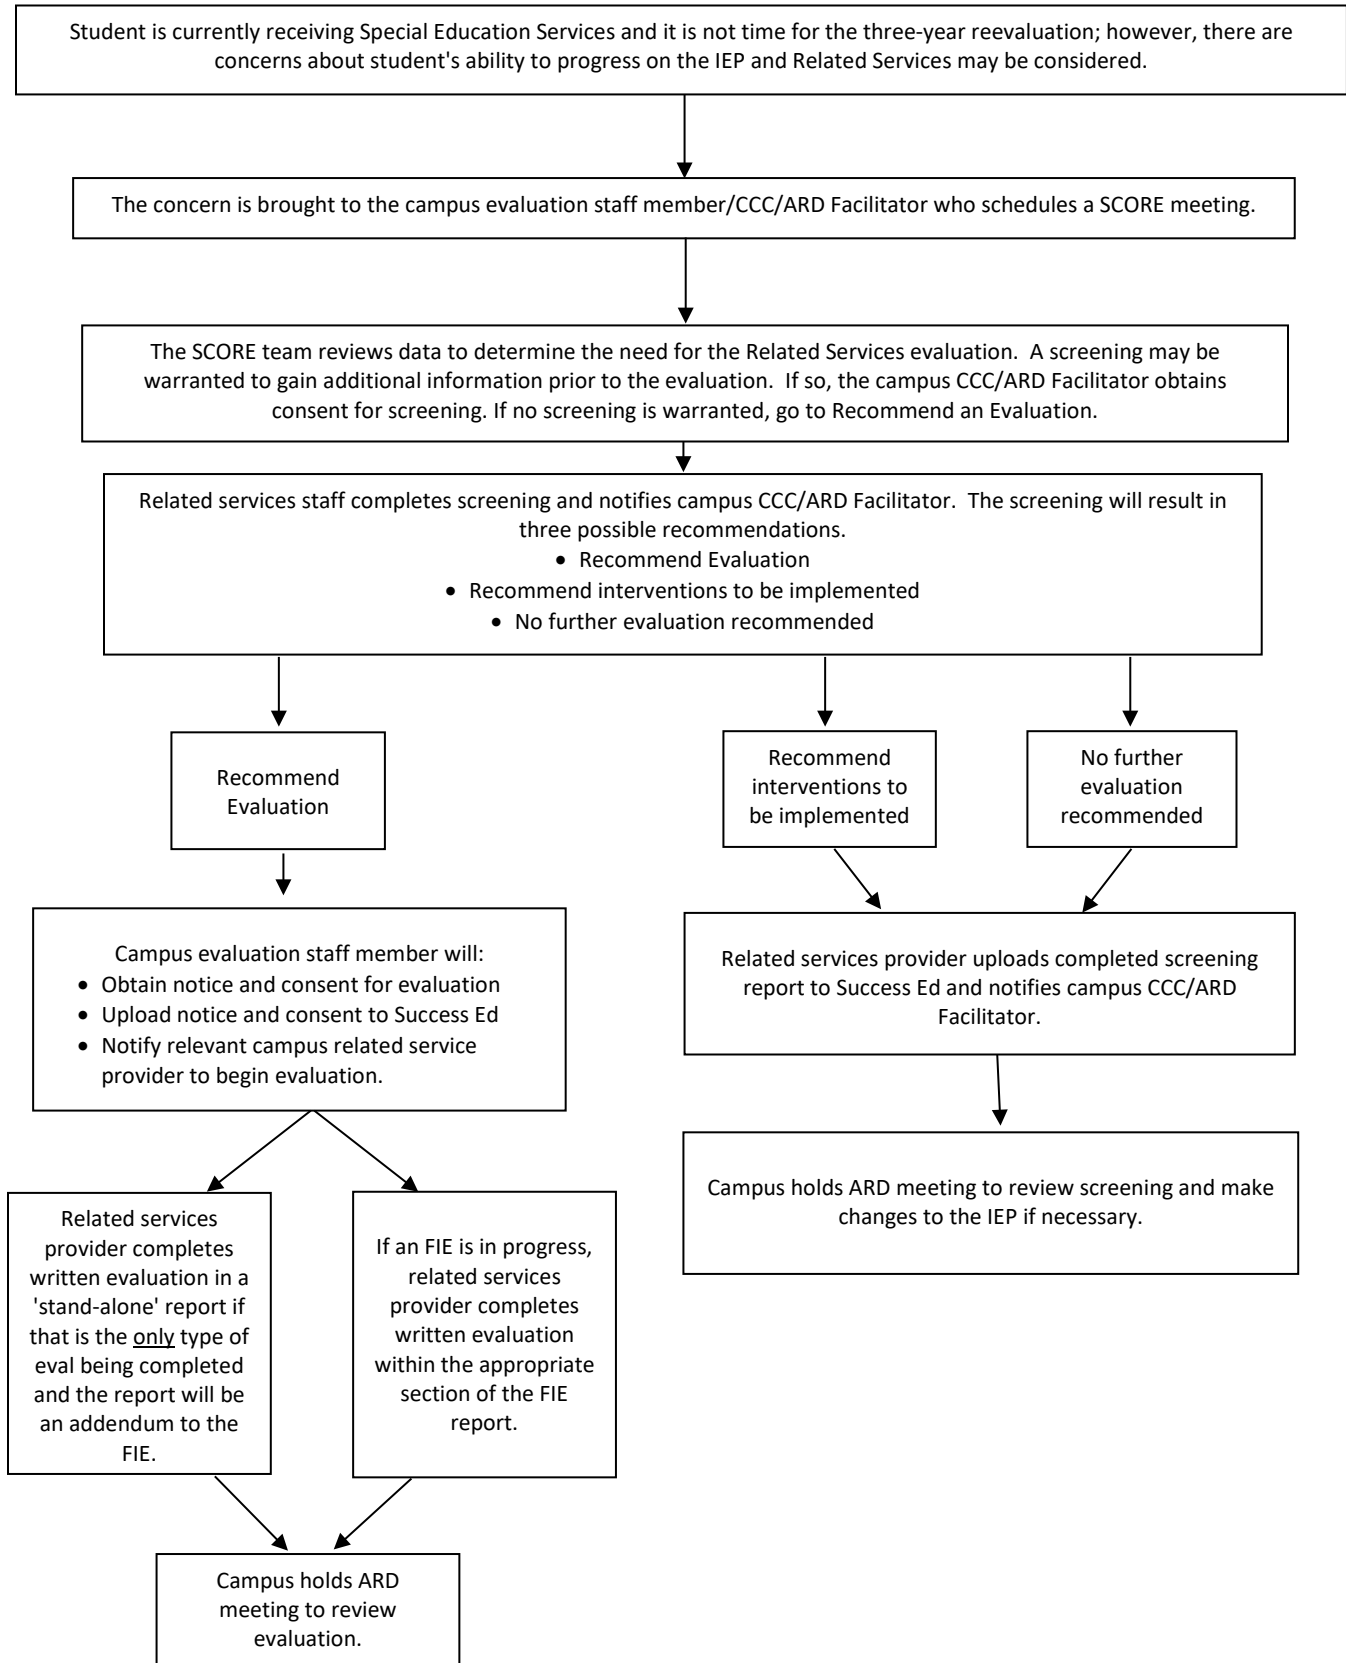 Student is currently receiving Special Education Services and it is not time for the three-year reevaluation; however, there are
concerns about student's ability to progress on the IEP and Related Services may be considered.
The concern is brought to the campus evaluation staff member/CCC/ARD Facilitator who schedules a SCORE meeting.
The SCORE team reviews data to determine the need for the Related Services evaluation.  A screening may be
warranted to gain additional information prior to the evaluation.  If so, the campus CCC/ARD Facilitator obtains
consent for screening. If no screening is warranted, go to Recommend an Evaluation.
Related services staff completes screening and notifies campus CCC/ARD Facilitator.  The screening will result in
three possible recommendations.
• Recommend Evaluation
• Recommend interventions to be implemented
• No further evaluation recommended
Recommend
Evaluation
Recommend
interventions to
be implemented
No further
evaluation
recommended
Campus evaluation staff member will:
• Obtain notice and consent for evaluation
• Upload notice and consent to Success Ed
• Notify relevant campus related service
provider to begin evaluation.
Related services provider uploads completed screening
report to Success Ed and notifies campus CCC/ARD
Facilitator.
Campus holds ARD meeting to review screening and make
changes to the IEP if necessary.
Related services
provider completes
written evaluation in a
'stand-alone' report if
that is the only type of
eval being completed
and the report will be
an addendum to the
FIE.
If an FIE is in progress,
related services
provider completes
written evaluation
within the appropriate
section of the FIE
report.
Campus holds ARD
meeting to review
evaluation.